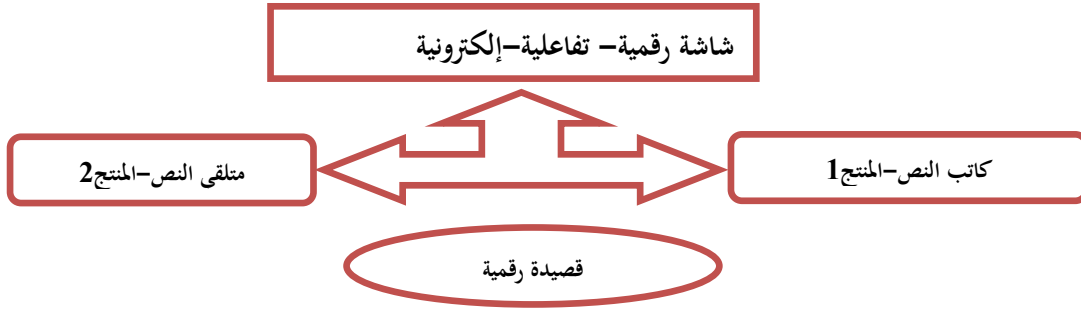 شاشة رقمية– تفاعلية–إلكترونية
كاتب النص–المنتج1
متلقى النص–المنتج2
قصيدة رقمية